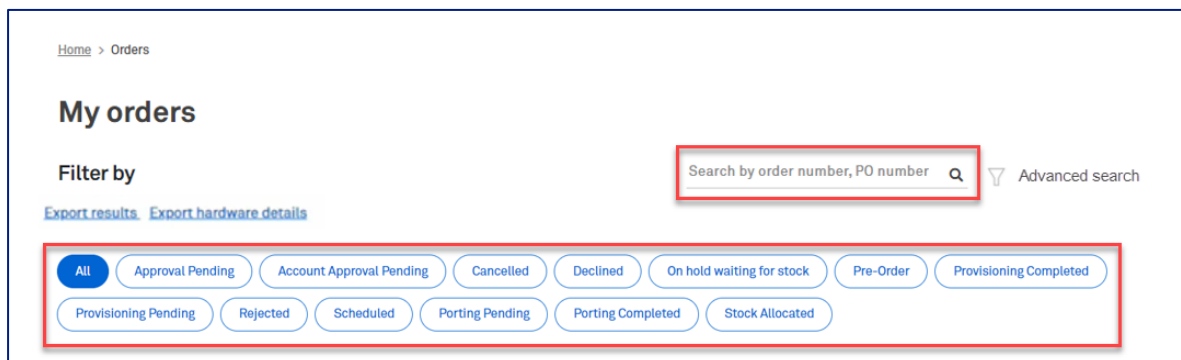 Home > Orders
My orders
Filter by
Search by order number, PO number
Advanced search
Export results Export hardware details
All Approval Pending Account Approval Pending Cancelled Declined On hold waiting for stock Pre-Order Provisioning Completed
Provisioning Pending Rejected Scheduled Porting Pending Porting Completed Stock Allocated